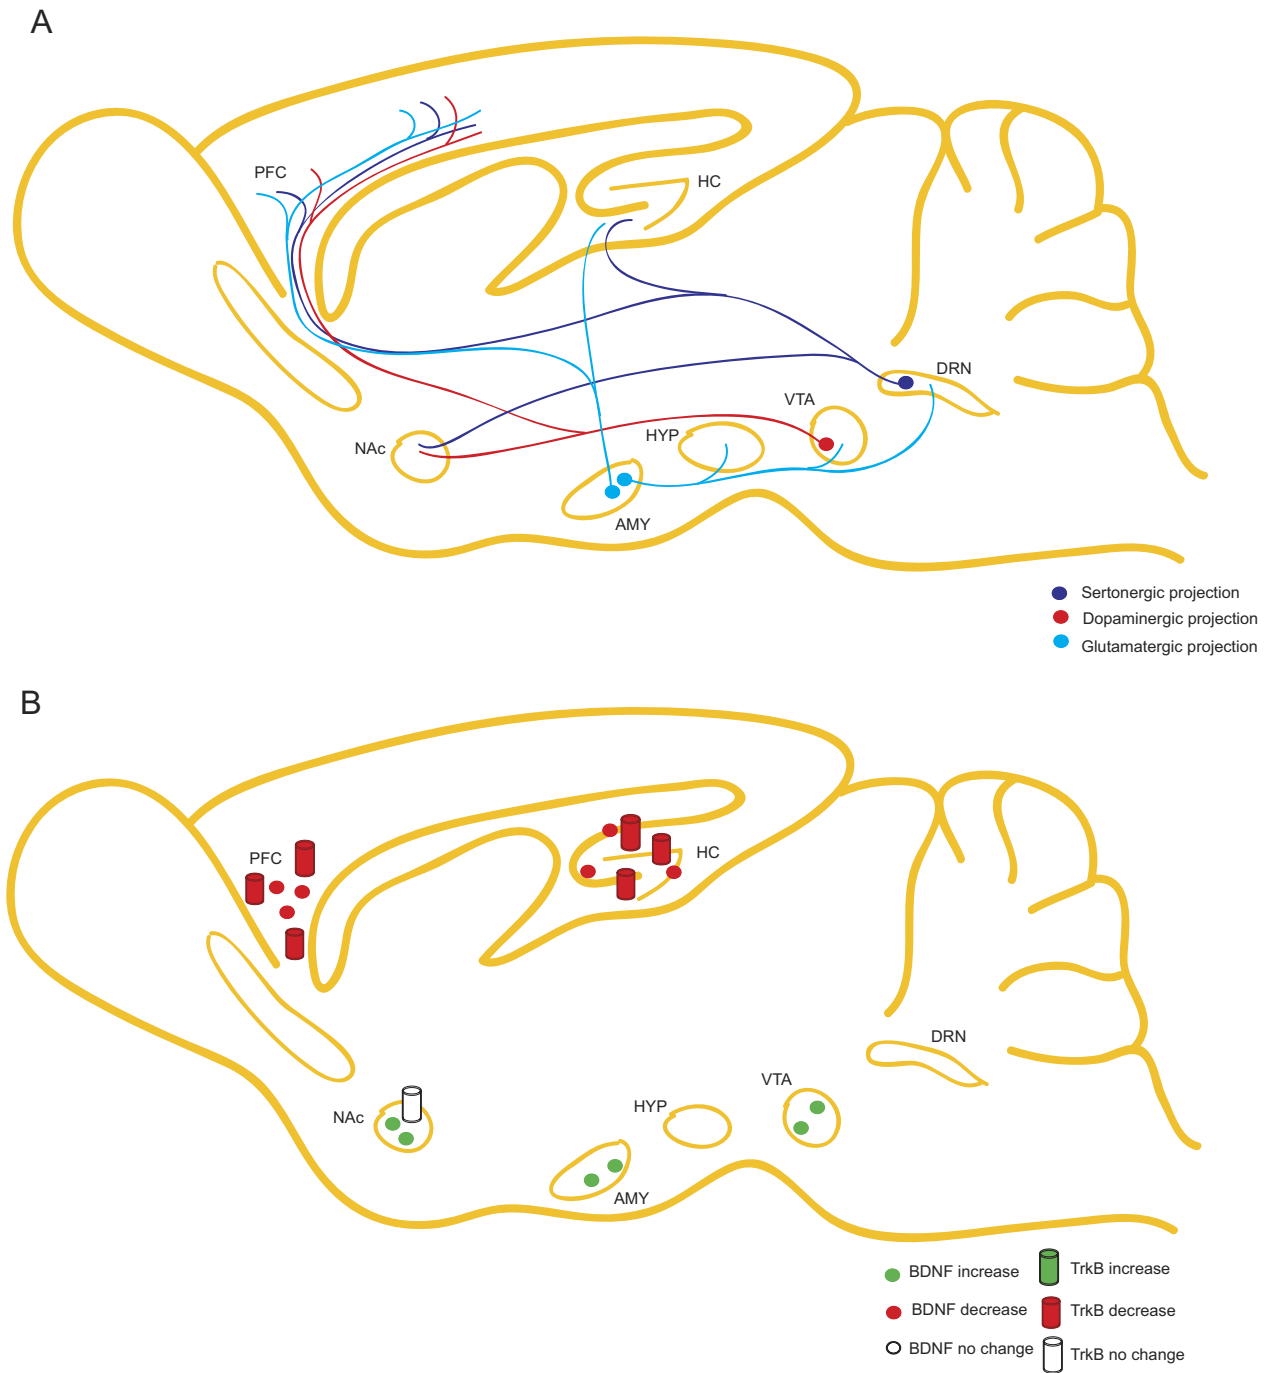 A
PFC
HC
DRN
VTA
HYP
NAc
AMY
Sertonergic projection
Dopaminergic projection
Glutamatergic projection
B
PFC
HC
DRN
VTA
HYP
NAc
AMY
BDNF increase
TrkB increase
BDNF decrease
TrkB decrease
BDNF no change
TrkB no change